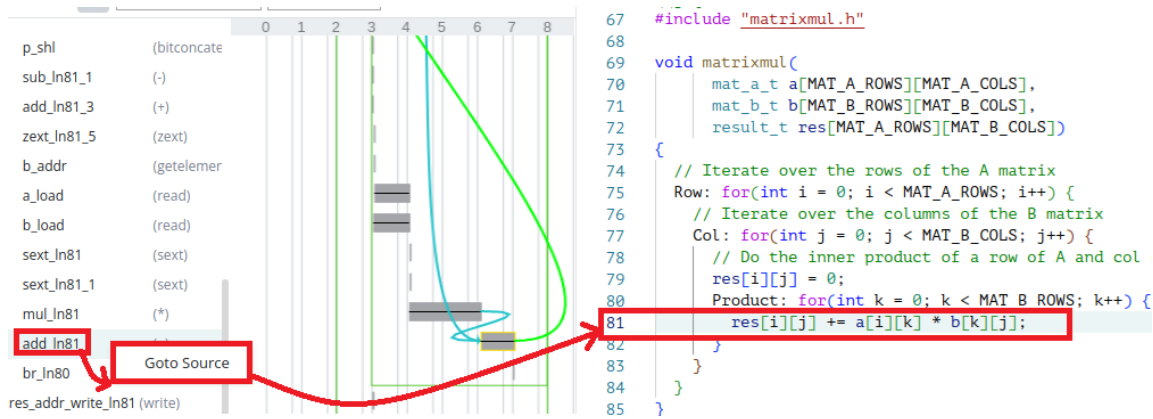 0 1 2 3 4 5 6 7 8
p_shl (bitconcate
sub_ln81_1 (-)
add_ln81_3 (+)
zext_ln81_5 (zext)
b_addr (getelemer
a_load (read)
b_load (read)
sext_ln81 (sext)
sext_ln81_1 (sext)
mul_ln81 (*)
add_ln81
Goto Source
br_ln80
res_addr_write_ln81 (write)
67 #include "matrixmul.h"
68
69 void matrixmul(
70 mat_a_t a[MAT_A_ROWS][MAT_A_COLS],
71 mat_b_t b[MAT_B_ROWS][MAT_B_COLS],
72 result_t res[MAT_A_ROWS][MAT_B_COLS])
73 {
74 // Iterate over the rows of the A matrix
75 Row: for(int i = 0; i < MAT_A_ROWS; i++) {
76 // Iterate over the columns of the B matrix
77 Col: for(int j = 0; j < MAT_B_COLS; j++) {
78 // Do the inner product of a row of A and col
79 res[i][j] = 0;
80 Product: for(int k = 0; k < MAT_B_ROWS; k++) {
81 res[i][j] += a[i][k] * b[k][j];
82 }
83 }
84 }
85 }